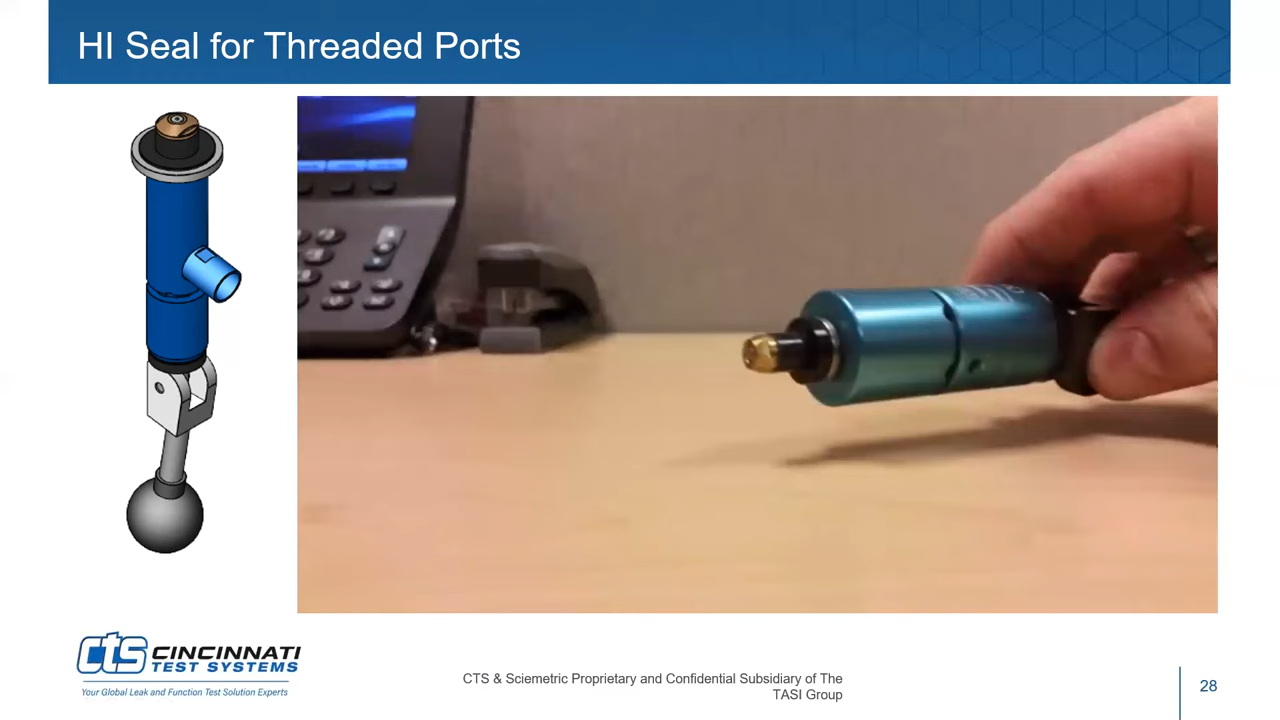 HI Seal for Threaded Ports
cts CINCINNATI
TEST SYSTEMS
Your Global Leak and Function Test Solution Experts
CTS & Sciemetric Proprietary and Confidential Subsidiary of The
TASI Group
28